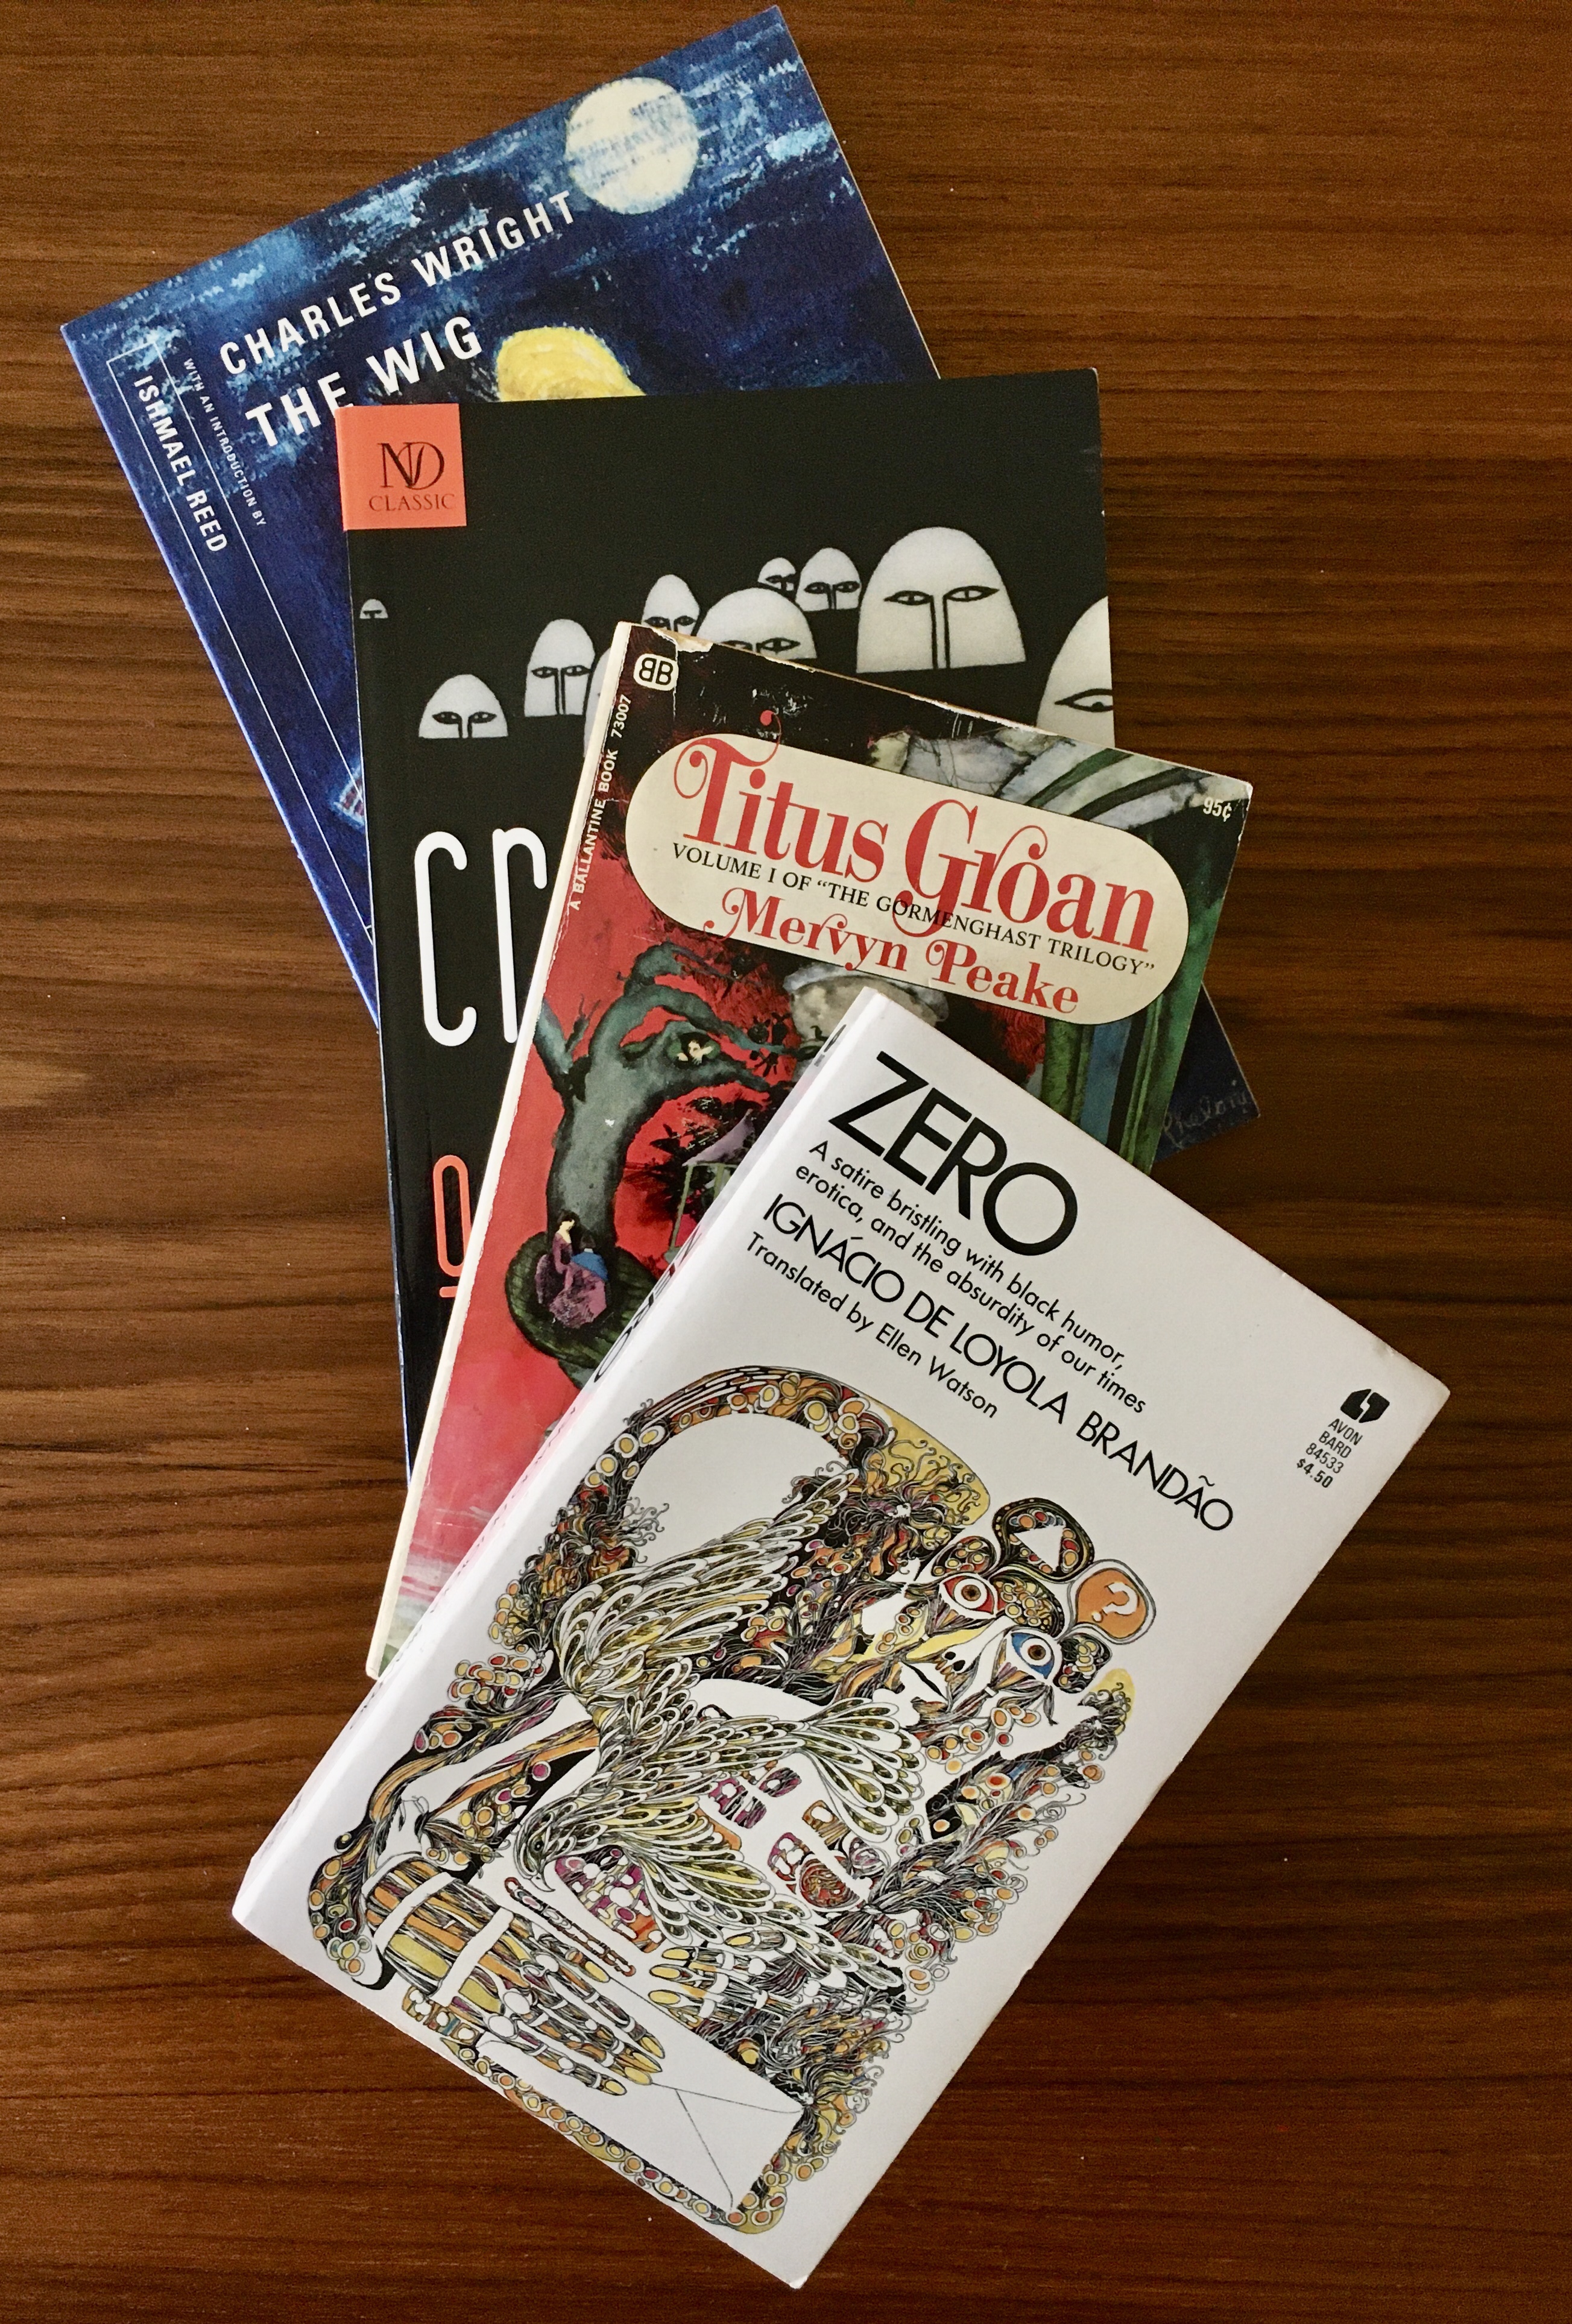 CHARLES WRIGHT
THE WIG
WITH AN INTRODUCTION BY
ISHMAEL REED
ND
CLASSIC
BB
A BALLANTINE BOOK 73007
95¢
Titus Groan
VOLUME I OF “THE GORMENGHAST TRILOGY”
Mervyn Peake
ZERO
A satire bristling with black humor,
erotica, and the absurdity of our times
IGNÁCIO DE LOYOLA BRANDÃO
Translated by Ellen Watson
AVON
BARD
84533
$4.50
?